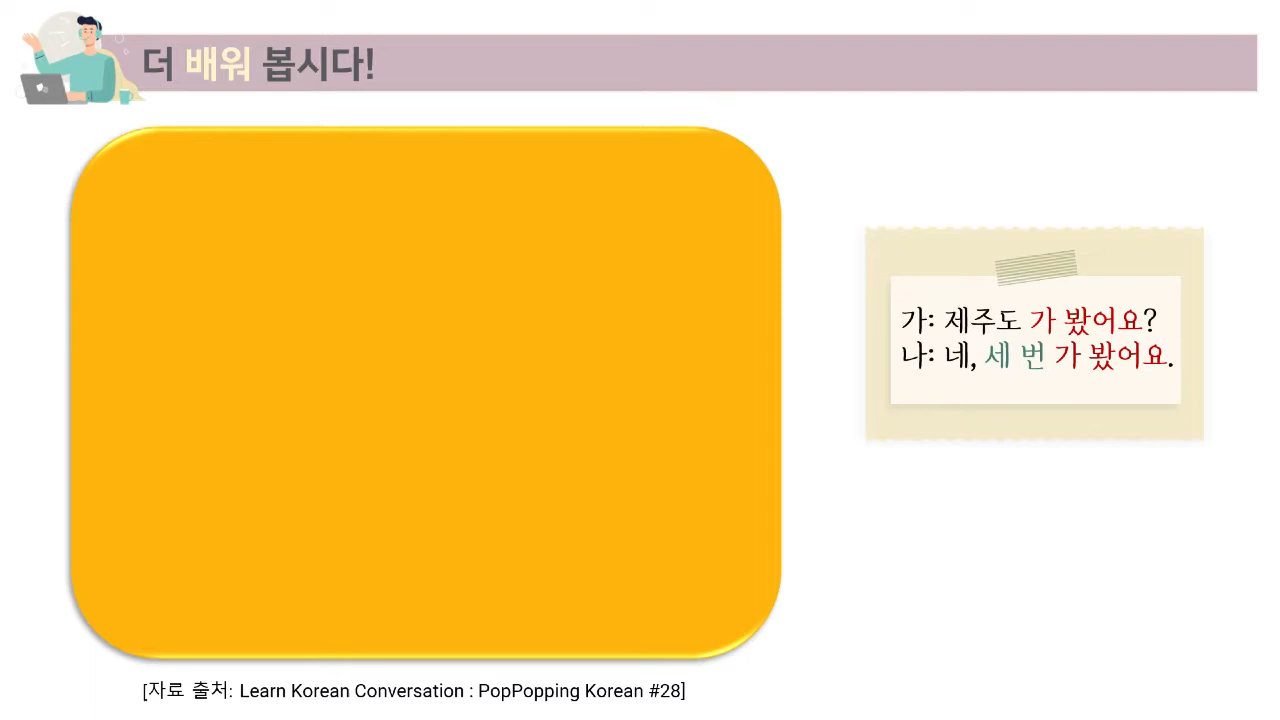 더 배워 봅시다!
가: 제주도 가 봤어요?
나: 네, 세 번 가 봤어요.
[자료 출처: Learn Korean Conversation : PopPopping Korean #28]